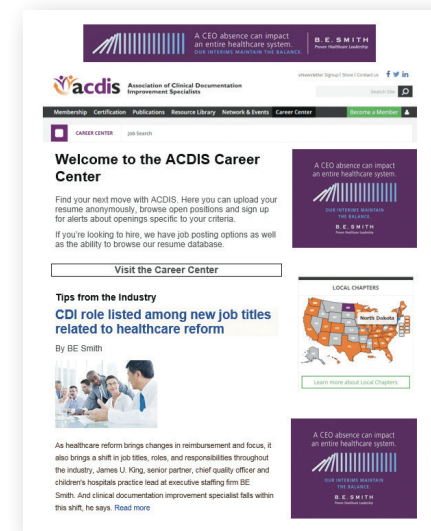 A CEO absence can impact
an entire healthcare system.
OUR INTERIMS MAINTAIN THE BALANCE.
B.E. SMITH
Proven Healthcare Leadership
eNewsletter Signup | Store | Contact us
acdis Association of Clinical Documentation
Improvement Specialists
Search Site
Membership Certification Publications Resource Library Network & Events Career Center Become a Member
CAREER CENTER Job Search
Welcome to the ACDIS Career
Center
Find your next move with ACDIS. Here you can upload your
resume anonymously, browse open positions and sign up
for alerts about openings specific to your criteria.
If you're looking to hire, we have job posting options as well
as the ability to browse our resume database.
Visit the Career Center
Tips from the Industry
CDI role listed among new job titles
related to healthcare reform
By BE Smith
As healthcare reform brings changes in reimbursement and focus, it
also brings a shift in job titles, roles, and responsibilities throughout
the industry, James U. King, senior partner, chief quality officer and
children's hospitals practice lead at executive staffing firm BE
Smith. And clinical documentation improvement specialist falls within
this shift, he says. Read more
A CEO absence can impact
an entire healthcare system.
OUR INTERIMS MAINTAIN
THE BALANCE.
B.E. SMITH
Proven Healthcare Leadership
LOCAL CHAPTERS
North Dakota
Learn more about Local Chapters
A CEO absence can impact
an entire healthcare system.
OUR INTERIMS MAINTAIN
THE BALANCE.
B.E. SMITH
Proven Healthcare Leadership